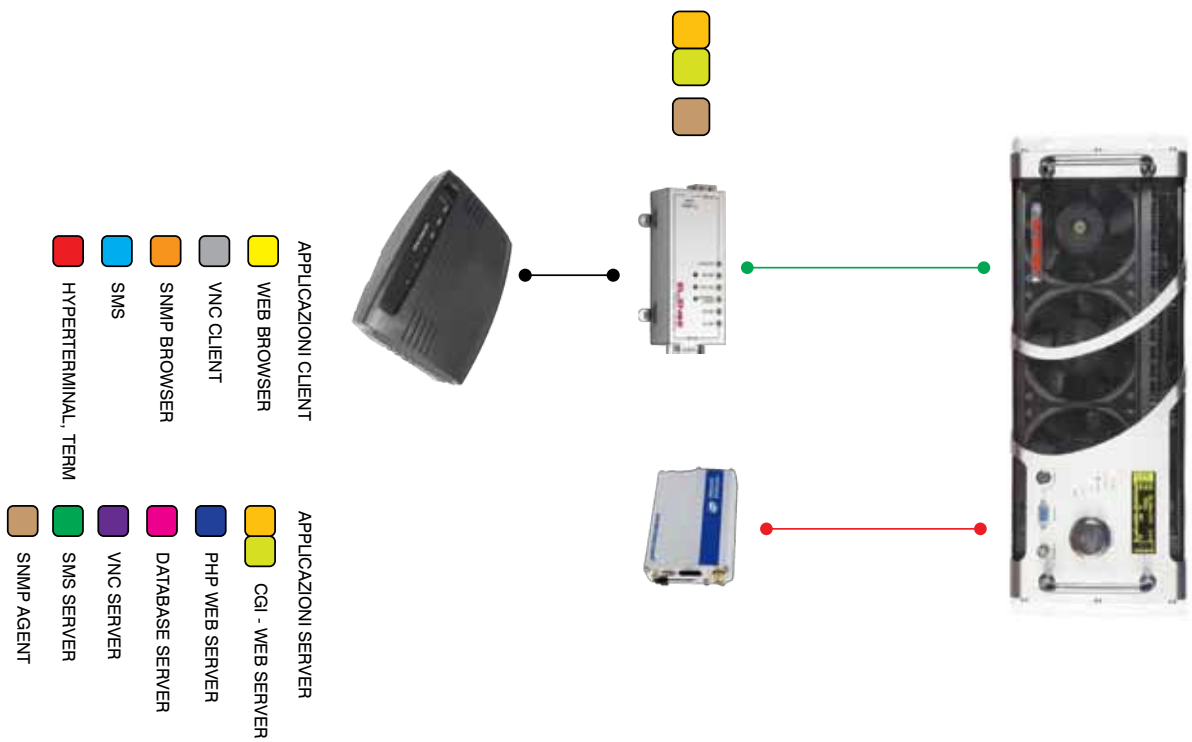 APPLICAZIONI CLIENT
WEB BROWSER
VNC CLIENT
SNMP BROWSER
SMS
HYPERTERMINAL, TERM
APPLICAZIONI SERVER
CGI - WEB SERVER
PHP WEB SERVER
DATABASE SERVER
VNC SERVER
SMS SERVER
SNMP AGENT